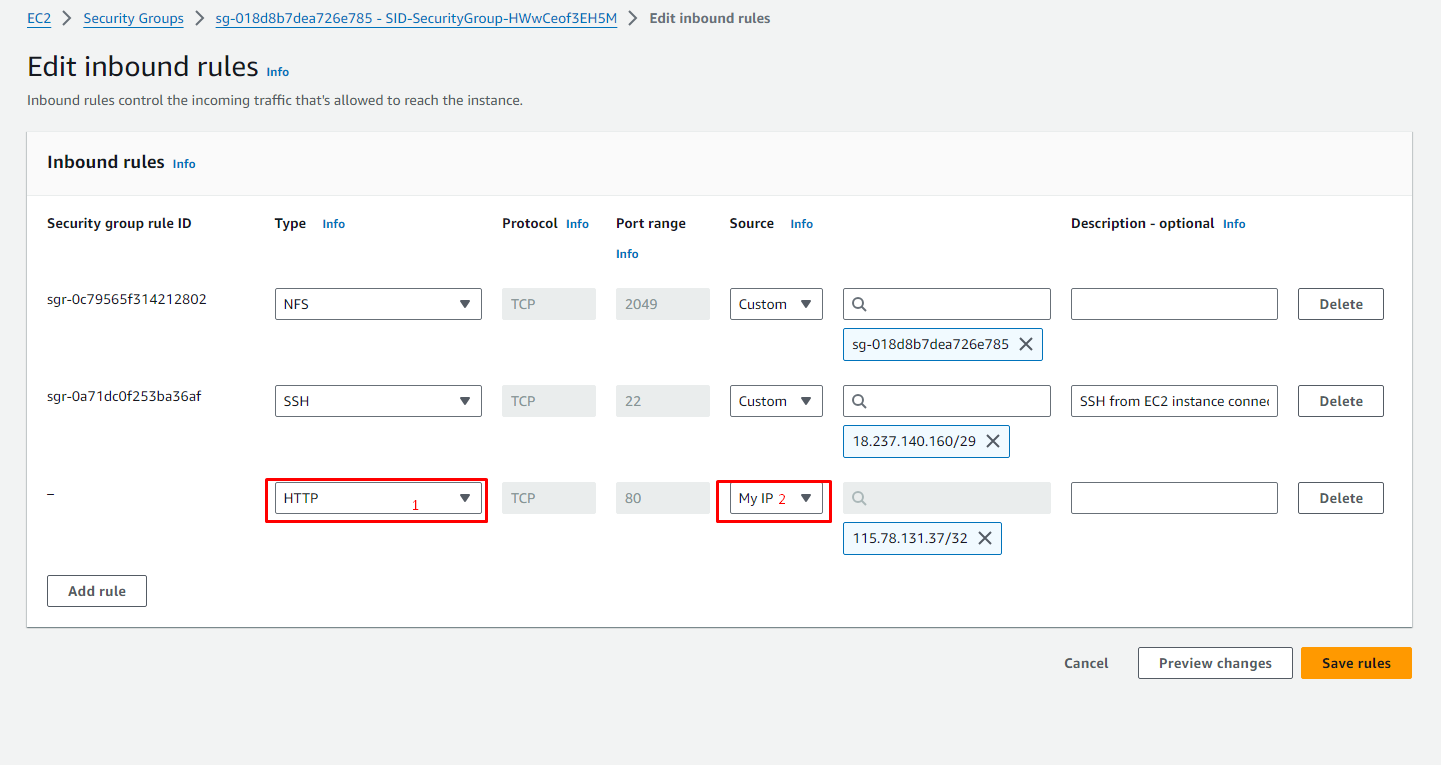 EC2 > Security Groups > sg-018d8b7dea726e785 - SID-SecurityGroup-HWwCeof3EH5M > Edit inbound rules
Edit inbound rules Info
Inbound rules control the incoming traffic that's allowed to reach the instance.
Inbound rules Info
Security group rule ID Type Info Protocol Info Port range Source Info Description - optional Info
Info
sgr-0c79565f314212802 NFS TCP 2049 Custom Delete
sg-018d8b7dea726e785
sgr-0a71dc0f253ba36af SSH TCP 22 Custom SSH from EC2 instance connec Delete
18.237.140.160/29
– HTTP 1 TCP 80 My IP 2 Delete
115.78.131.37/32
Add rule
Cancel Preview changes Save rules